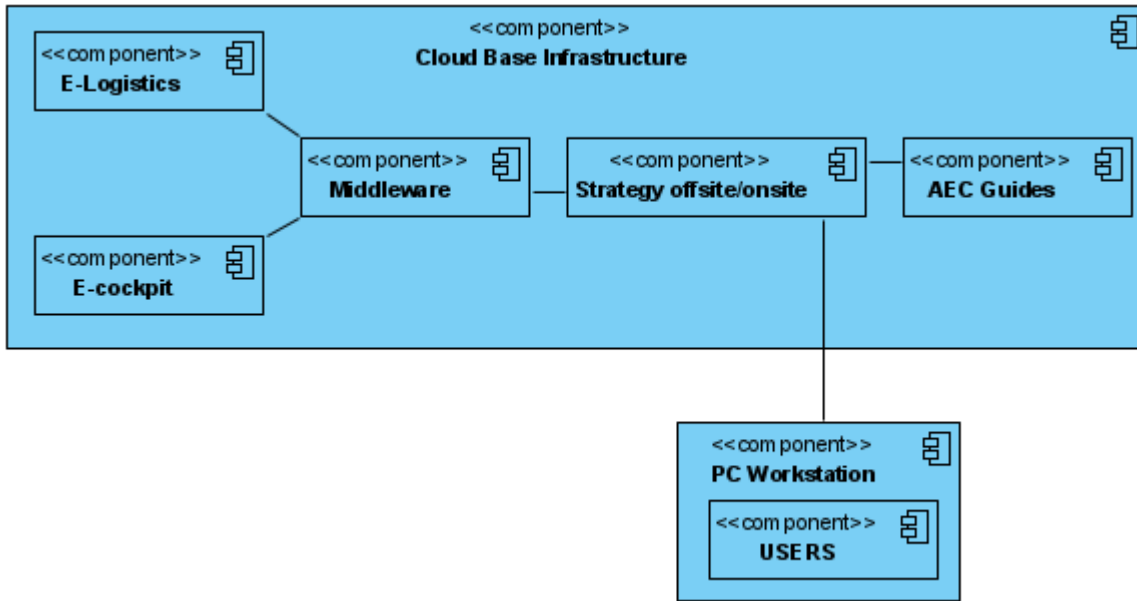 <<component>>
Cloud Base Infrastructure
<<component>>
E-Logistics
<<component>>
Middleware
<<component>>
Strategy offsite/onsite
<<component>>
AEC Guides
<<component>>
E-cockpit
<<component>>
PC Workstation
<<component>>
USERS